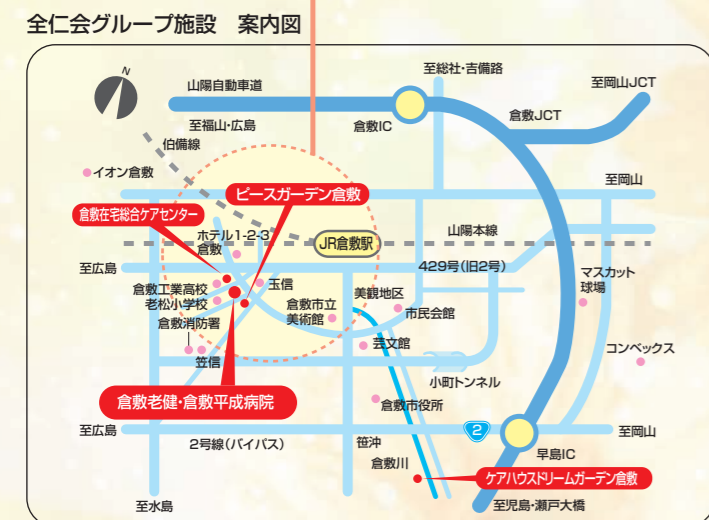 全仁会グループ施設 案内図
N
至総社・吉備路
山陽自動車道
至岡山JCT
至福山・広島
倉敷IC
倉敷JCT
伯備線
イオン倉敷
至岡山
ピースガーデン倉敷
倉敷在宅総合ケアセンター
ホテル1-2-3
倉敷
JR倉敷駅
山陽本線
至広島
429号(旧2号)
マスカット
球場
倉敷工業高校
玉信
老松小学校
倉敷市立
美術館
美観地区
市民会館
倉敷消防署
芸文館
笠信
コンベックス
小町トンネル
倉敷老健・倉敷平成病院
倉敷市役所
至広島
2号線(バイパス)
笹沖
2
至岡山
早島IC
倉敷川
ケアハウスドリームガーデン倉敷
至水島
至児島・瀬戸大橋